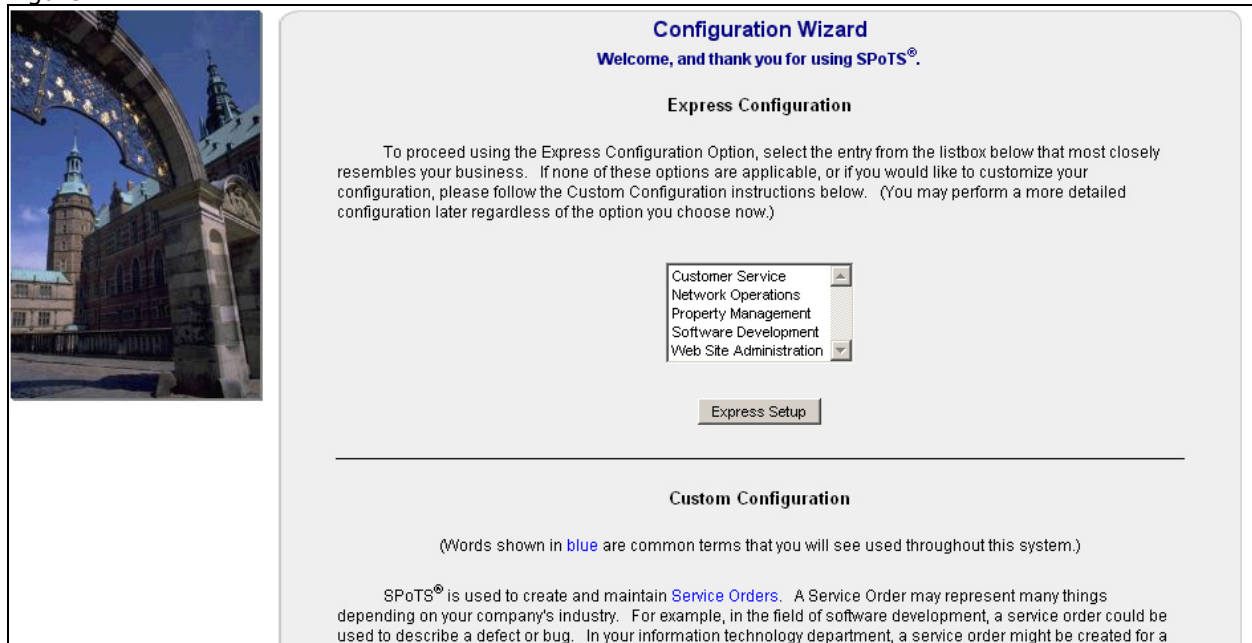 Configuration Wizard
Welcome, and thank you for using SPoTS®.
Express Configuration
To proceed using the Express Configuration Option, select the entry from the listbox below that most closely
resembles your business. If none of these options are applicable, or if you would like to customize your
configuration, please follow the Custom Configuration instructions below. (You may perform a more detailed
configuration later regardless of the option you choose now.)
Customer Service
Network Operations
Property Management
Software Development
Web Site Administration
Express Setup
Custom Configuration
(Words shown in blue are common terms that you will see used throughout this system.)
SPoTS® is used to create and maintain Service Orders. A Service Order may represent many things
depending on your company's industry. For example, in the field of software development, a service order could be
used to describe a defect or bug. In your information technology department, a service order might be created for